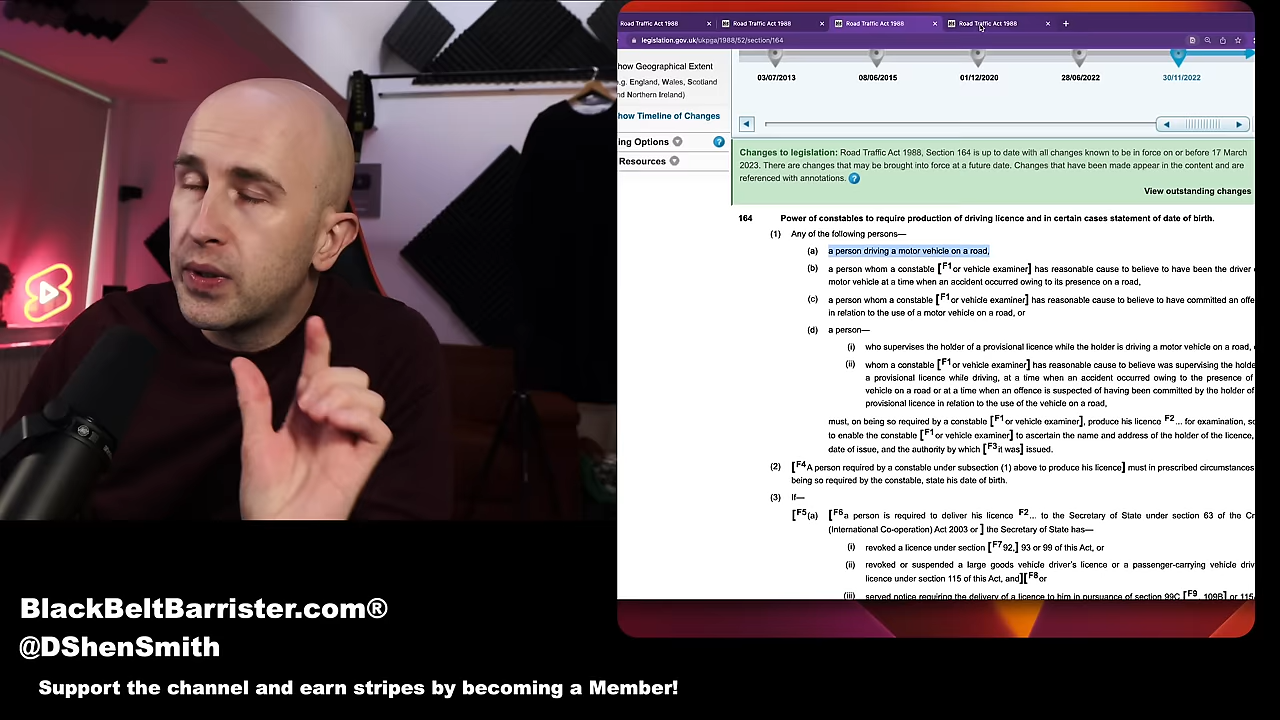 Road Traffic Act 1988
Road Traffic Act 1988
Road Traffic Act 1988
Road Traffic Act 1988
legislation.gov.uk/ukpga/1988/52/section/164
how Geographical Extent
.g. England, Wales, Scotland
nd Northern Ireland)
how Timeline of Changes
ing Options
Resources
03/07/2013 08/06/2015 01/12/2020 28/06/2022 30/11/2022
Changes to legislation: Road Traffic Act 1988, Section 164 is up to date with all changes known to be in force on or before 17 March
2023. There are changes that may be brought into force at a future date. Changes that have been made appear in the content and are
referenced with annotations. ?
View outstanding changes
164 Power of constables to require production of driving licence and in certain cases statement of date of birth.
(1) Any of the following persons—
(a) a person driving a motor vehicle on a road,
(b) a person whom a constable [F1 or vehicle examiner] has reasonable cause to believe to have been the driver
motor vehicle at a time when an accident occurred owing to its presence on a road,
(c) a person whom a constable [F1 or vehicle examiner] has reasonable cause to believe to have committed an offe
in relation to the use of a motor vehicle on a road, or
(d) a person—
(i) who supervises the holder of a provisional licence while the holder is driving a motor vehicle on a road,
(ii) whom a constable [F1 or vehicle examiner] has reasonable cause to believe was supervising the holde
a provisional licence while driving, at a time when an accident occurred owing to the presence of
vehicle on a road or at a time when an offence is suspected of having been committed by the holder of
provisional licence in relation to the use of the vehicle on a road,
must, on being so required by a constable [F1 or vehicle examiner], produce his licence F2... for examination, so
to enable the constable [F1 or vehicle examiner] to ascertain the name and address of the holder of the licence,
date of issue, and the authority by which [F3 it was] issued.
(2) [F4 A person required by a constable under subsection (1) above to produce his licence] must in prescribed circumstances
being so required by the constable, state his date of birth.
(3) If—
[F5 (a) [F6 a person is required to deliver his licence F2... to the Secretary of State under section 63 of the Cr
(International Co-operation) Act 2003 or ] the Secretary of State has—
(i) revoked a licence under section [F7 92,] 93 or 99 of this Act, or
(ii) revoked or suspended a large goods vehicle driver's licence or a passenger-carrying vehicle driv
licence under section 115 of this Act, and][F8 or
(iii) served notice requiring the delivery of a licence to him in pursuance of section 99C [F9, 109B] or 115
BlackBeltBarrister.com®
@DShenSmith
Support the channel and earn stripes by becoming a Member!